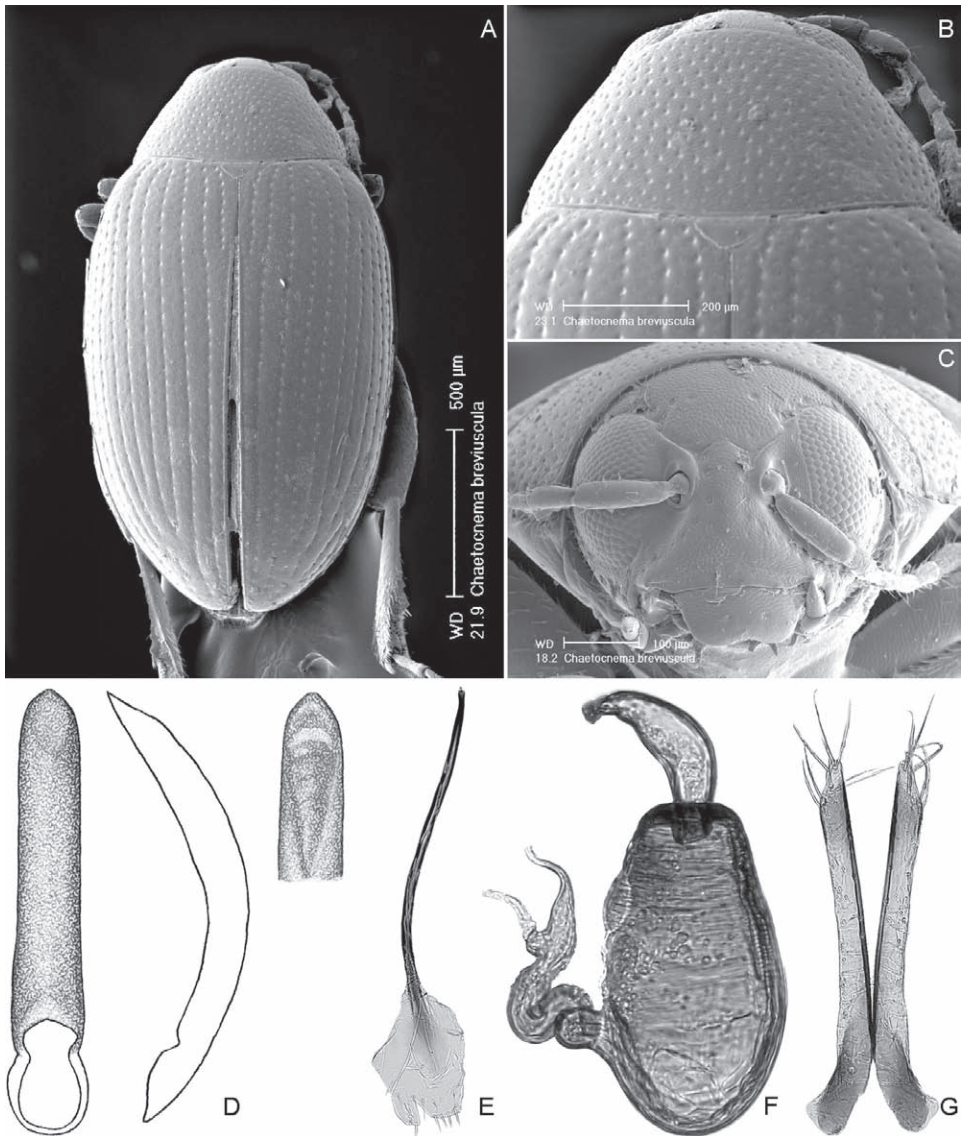 A
500 µm
WD
21.9 Chaetocnema breviuscula
B
WD 200 µm
23.1 Chaetocnema breviuscula
C
WD 100 µm
18.2 Chaetocnema breviuscula
D
E
F
G